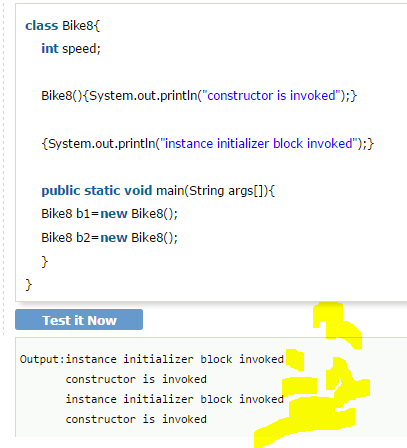 class Bike8{
int speed;
Bike8(){System.out.println("constructor is invoked");}
{System.out.println("instance initializer block invoked");}
public static void main(String args[]){
Bike8 b1=new Bike8();
Bike8 b2=new Bike8();
}
}
Test it Now
Output:instance initializer block invoked
constructor is invoked
instance initializer block invoked
constructor is invoked